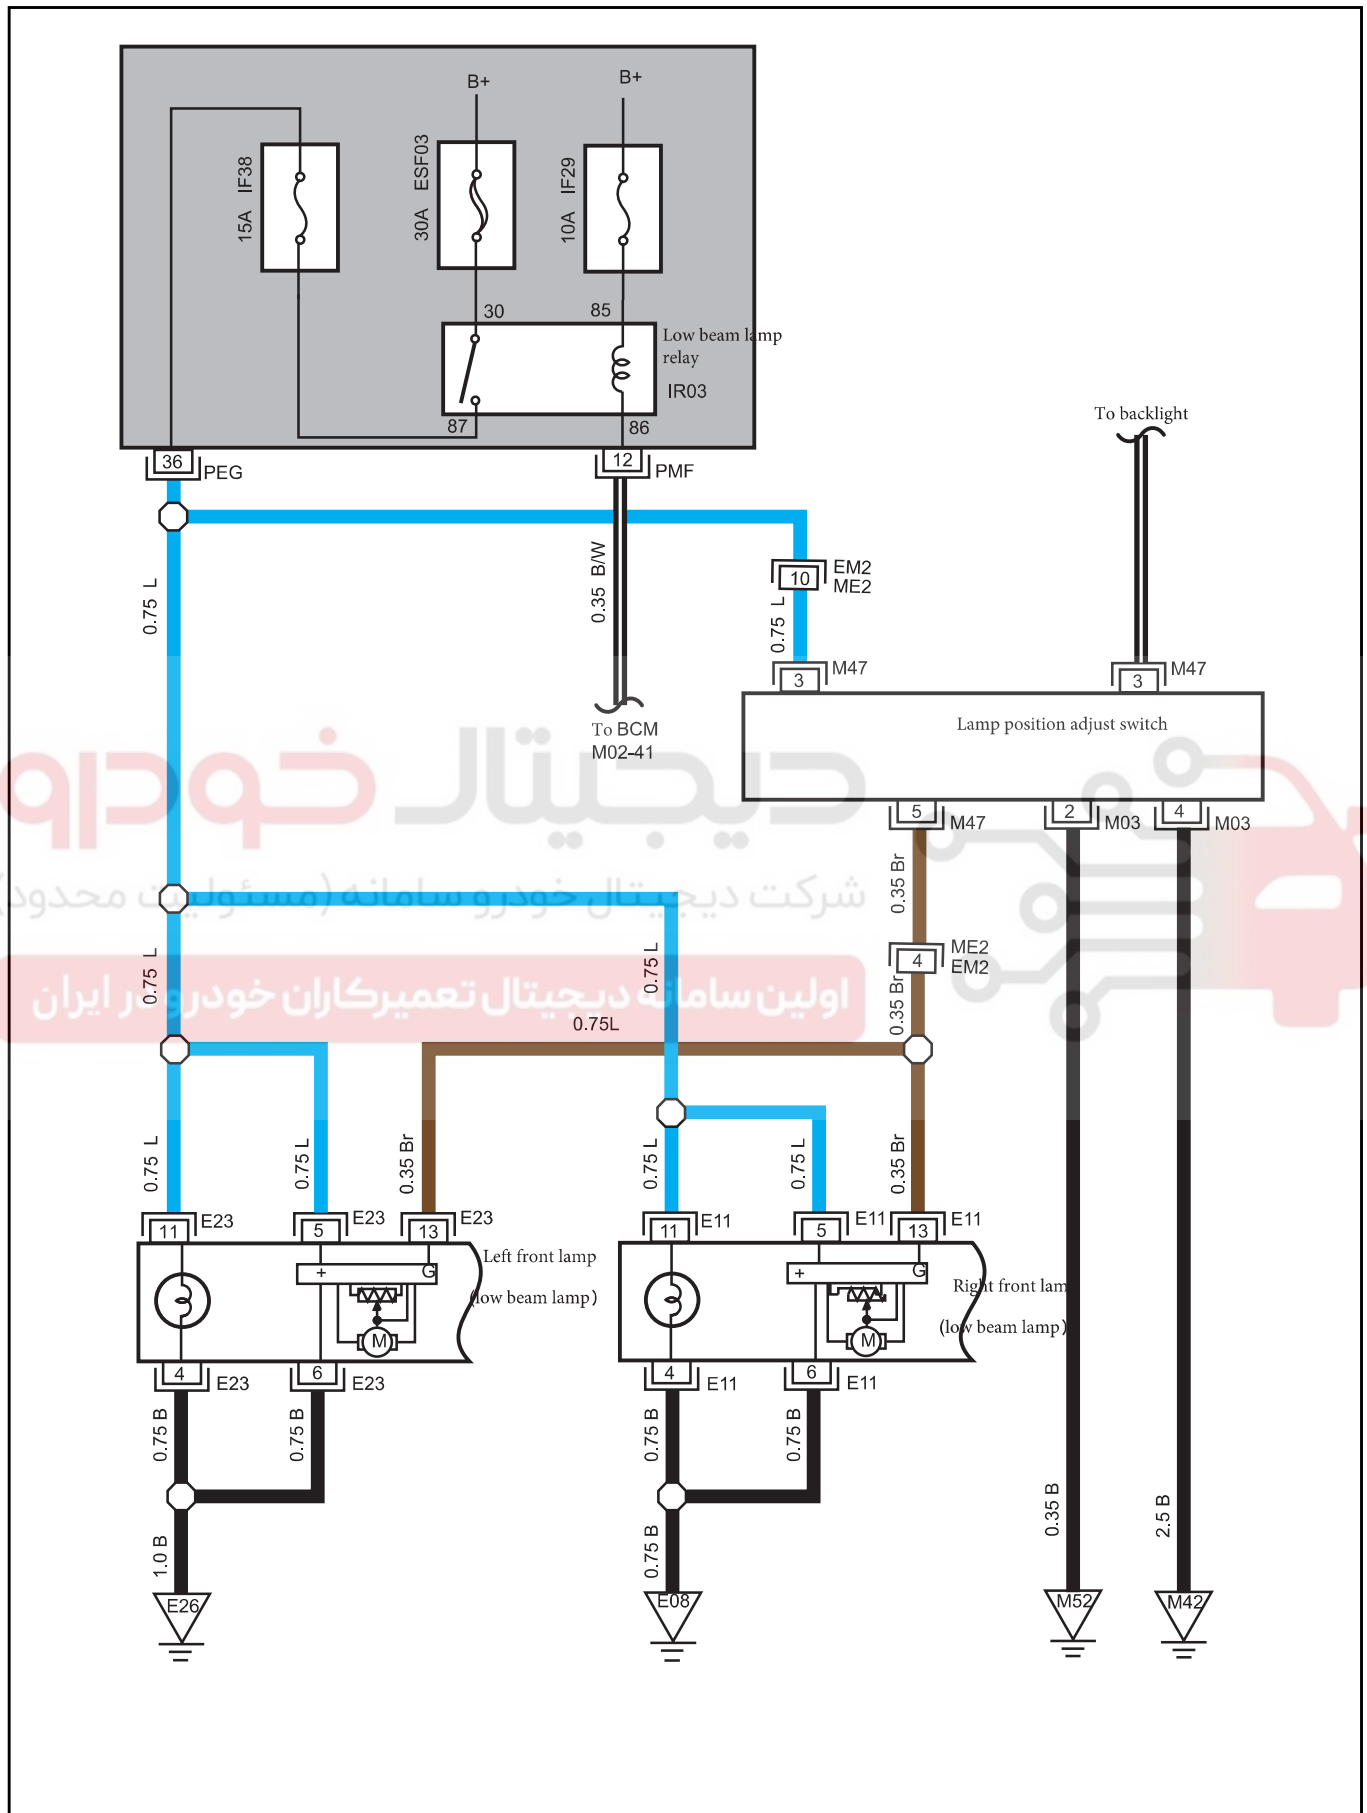 B+
B+
15A IF38
30A ESF03
10A IF29
30
85
Low beam lamp
relay
IR03
87
86
36
PEG
12
PMF
To backlight
0.75 L
0.35 B/W
10
EM2
ME2
0.75 L
3
M47
3
M47
To BCM
M02-41
Lamp position adjust switch
دیجیتال خودرو
5
M47
2
M03
4
M03
شرکت دیجیتال خودرو سامانه (مسئولیت محدود)
0.35 Br
ME2
EM2
4
0.75 L
0.75 L
0.35 Br
اولین سامانه دیجیتال تعمیرکاران خودرو در ایران
0.75L
0.75 L
0.75 L
0.35 Br
0.75 L
0.75 L
0.35 Br
11
E23
5
E23
13
E23
11
E11
5
E11
13
E11
+
G
M
Left front lamp
(low beam lamp)
+
G
M
Right front lam
(low beam lamp)
4
E23
6
E23
4
E11
6
E11
0.75 B
0.75 B
0.75 B
0.75 B
1.0 B
0.75 B
0.35 B
2.5 B
E26
E08
M52
M42